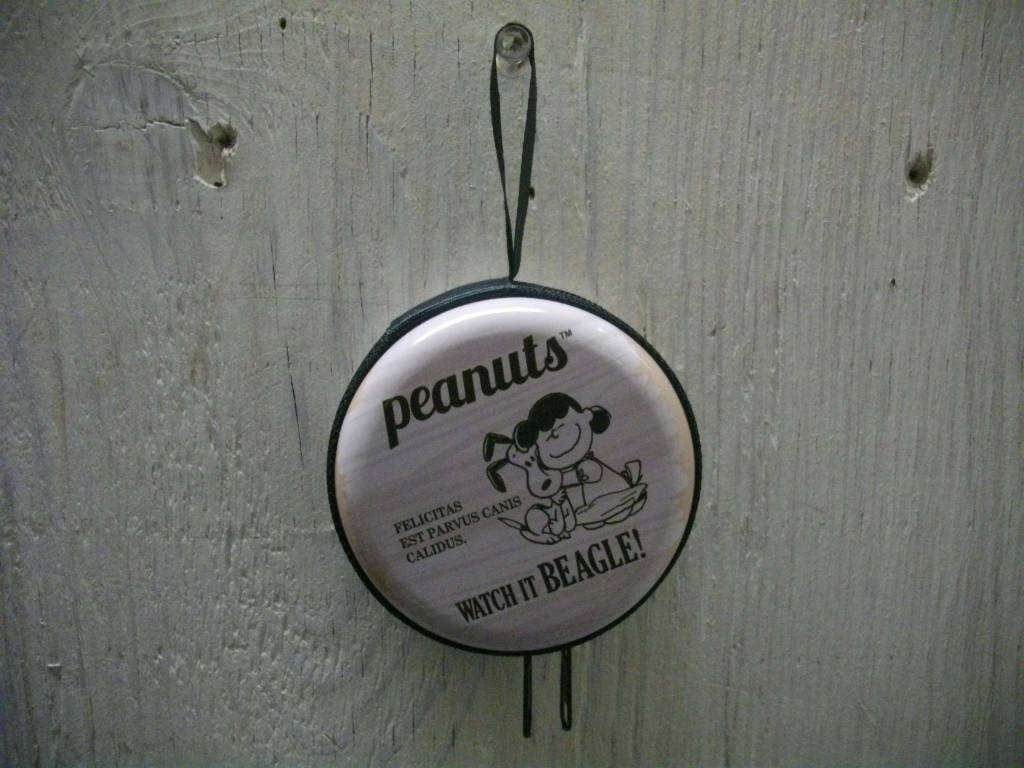 peanuts™
FELICITAS
EST PARVUS CANIS
CALIDUS.
WATCH IT BEAGLE!